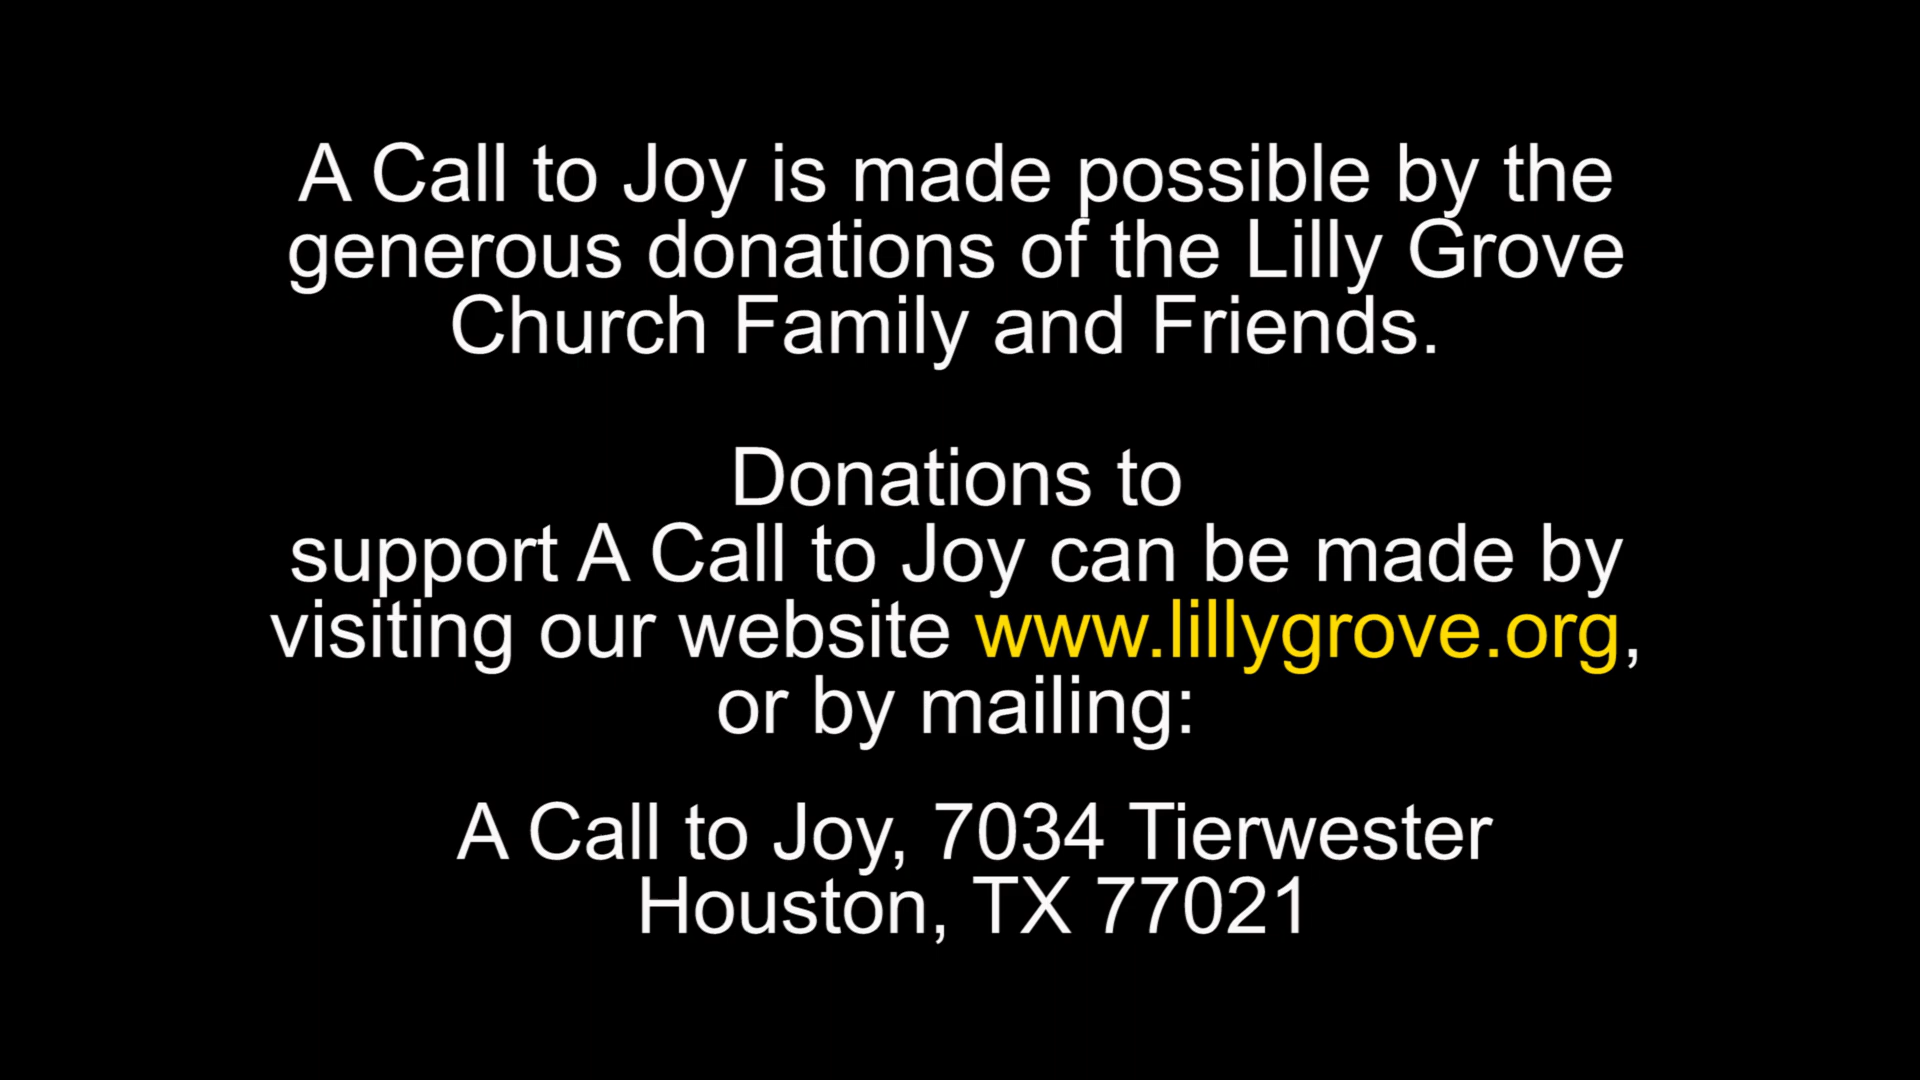 A Call to Joy is made possible by the
generous donations of the Lilly Grove
Church Family and Friends.
Donations to
support A Call to Joy can be made by
visiting our website www.lillygrove.org,
or by mailing:
A Call to Joy, 7034 Tierwester
Houston, TX 77021